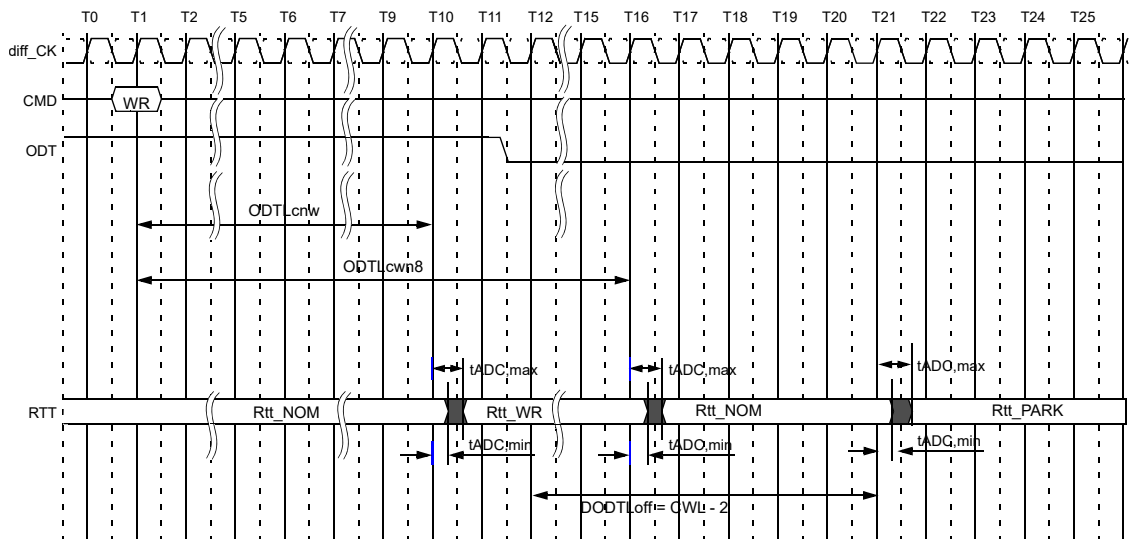 T0 T1 T2 T5 T6 T7 T9 T10 T11 T12 T15 T16 T17 T18 T19 T20 T21 T22 T23 T24 T25
diff_CK
CMD WR
ODT
ODTLcnw
ODTLcwn8
tADC,max tADC,max tADC,max
RTT Rtt_NOM Rtt_WR Rtt_NOM Rtt_PARK
tADC,min tADC,min tADC,min
DODTLoff = CWL - 2